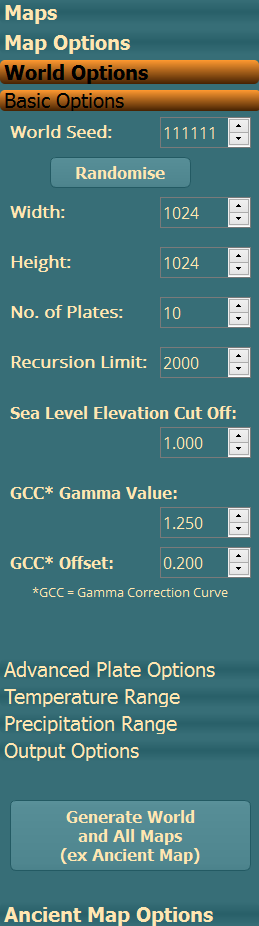 Maps
Map Options
World Options
Basic Options
World Seed: 111111
Randomise
Width: 1024
Height: 1024
No. of Plates: 10
Recursion Limit: 2000
Sea Level Elevation Cut Off:
1.000
GCC* Gamma Value:
1.250
GCC* Offset: 0.200
*GCC = Gamma Correction Curve
Advanced Plate Options
Temperature Range
Precipitation Range
Output Options
Generate World
and All Maps
(ex Ancient Map)
Ancient Map Options